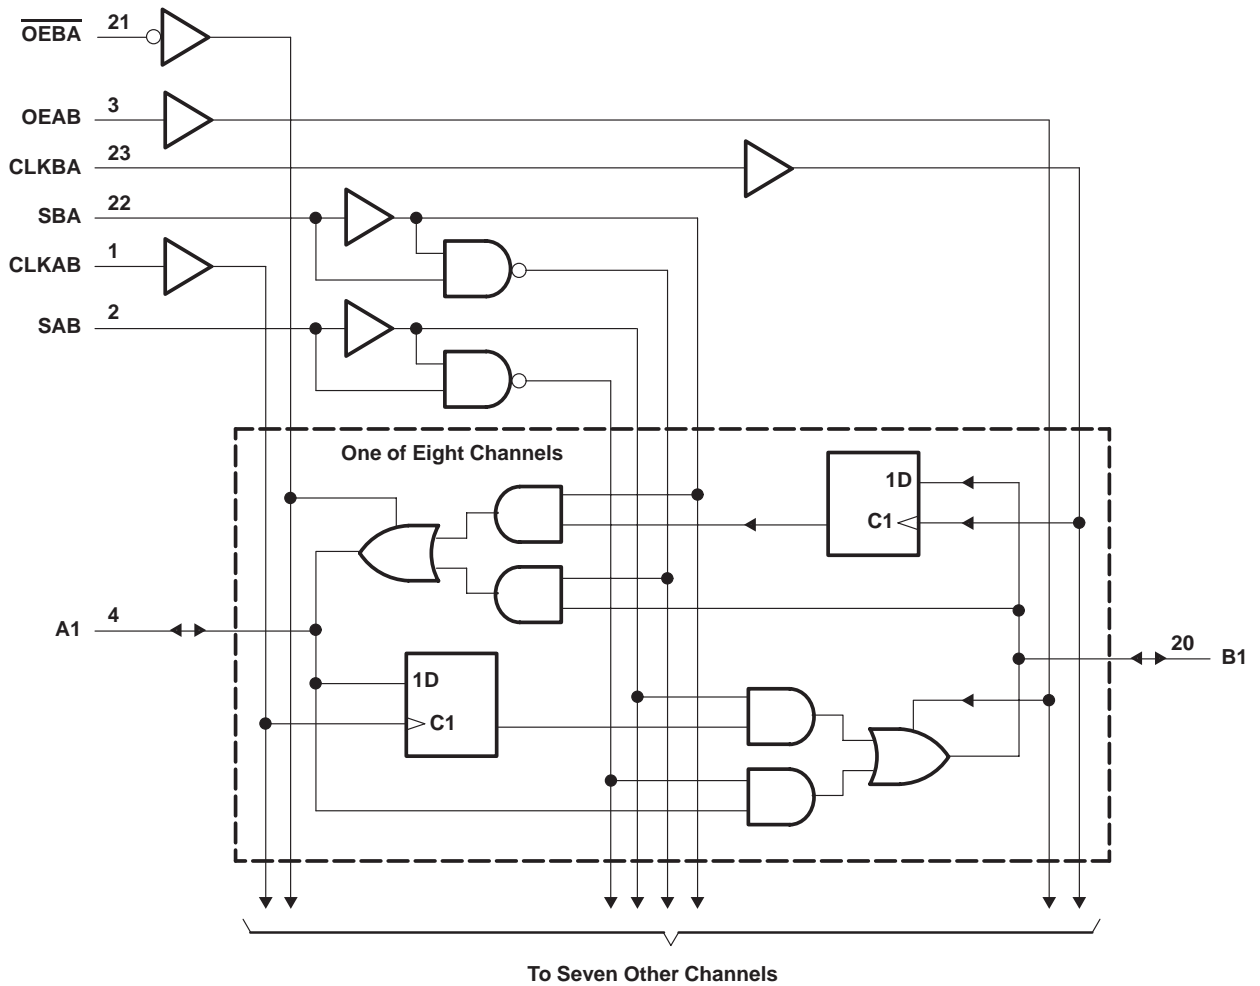 OEBA 21
OEAB 3
CLKBA 23
SBA 22
CLKAB 1
SAB 2
One of Eight Channels
1D
C1
A1 4
20 B1
1D
C1
To Seven Other Channels